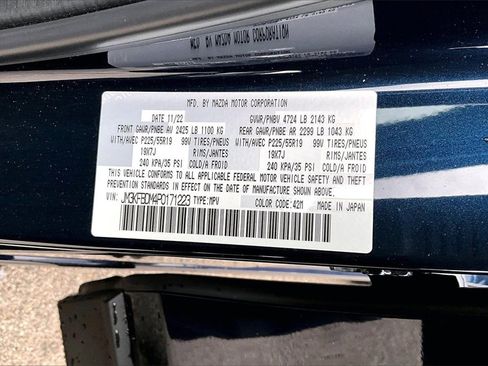 MFD. BY MAZDA MOTOR CORPORATION
DATE 11/22 GVWR/PNBV 4724 LB 2143 KG
FRONT GAWR/PNBE AV 2425 LB 1100 KG REAR GAWR/PNBE AR 2299 LB 1043 KG
WITH/AVEC P225/55R19 99V TIRES/PNEUS WITH/AVEC P225/55R19 99V TIRES/PNEUS
19X7J RIMS/JANTES 19X7J RIMS/JANTES
240 KPA/35 PSI COLD/A FROID 240 KPA/35 PSI COLD/A FROID
THIS VEHICLE CONFORMS TO ALL APPLICABLE FEDERAL MOTOR VEHICLE SAFETY AND THEFT
PREVENTION STANDARDS IN EFFECT ON THE DATE OF MANUFACTURE SHOWN ABOVE.
VIN: JM3KFBDM4P0171223 TYPE: MPV COLOR CODE: 42M MADE IN JAPAN